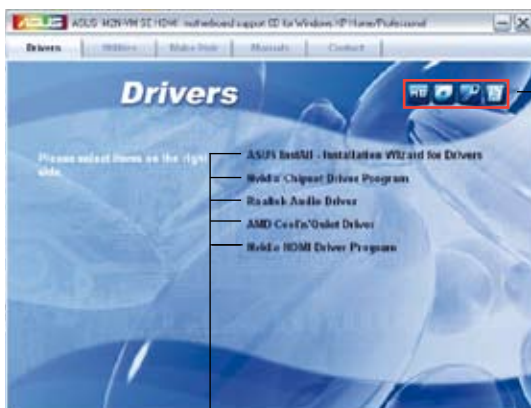 ASUS M2N-VM SE HDMI motherboard support CD for Windows XP Home/Professional
Drivers Utilities Make Disk Manuals Contact
Drivers
Please select items on the right side.
ASUS InstAll - Installation Wizard for Drivers
Nvidia Chipset Driver Program
Realtek Audio Driver
AMD Cool'n'Quiet Driver
Nvidia HDMI Driver Program